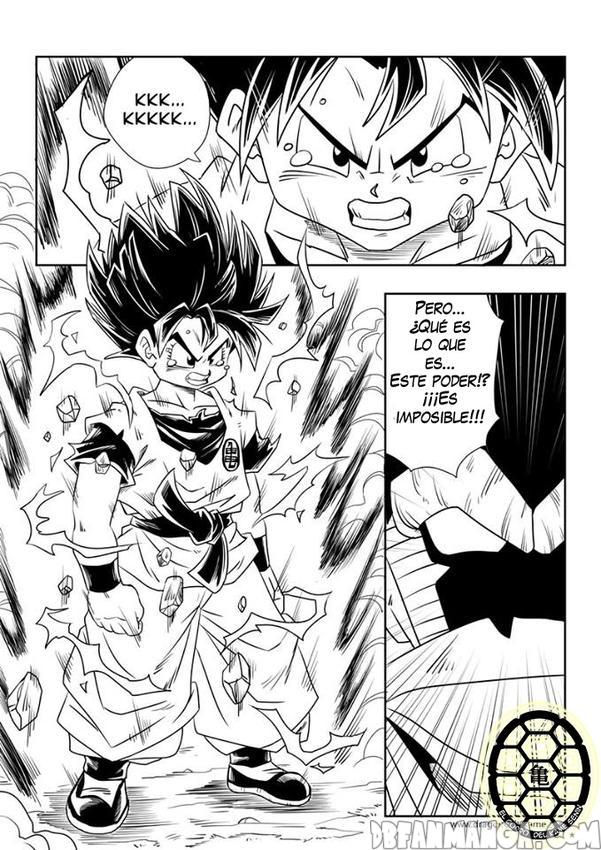 KKK...
KKKKK...
PERO...
¿QUÉ ES
LO QUE
ES...
ESTE PODER!?
¡¡¡ES
IMPOSIBLE!!!
亀
DBFANMANGA.COM